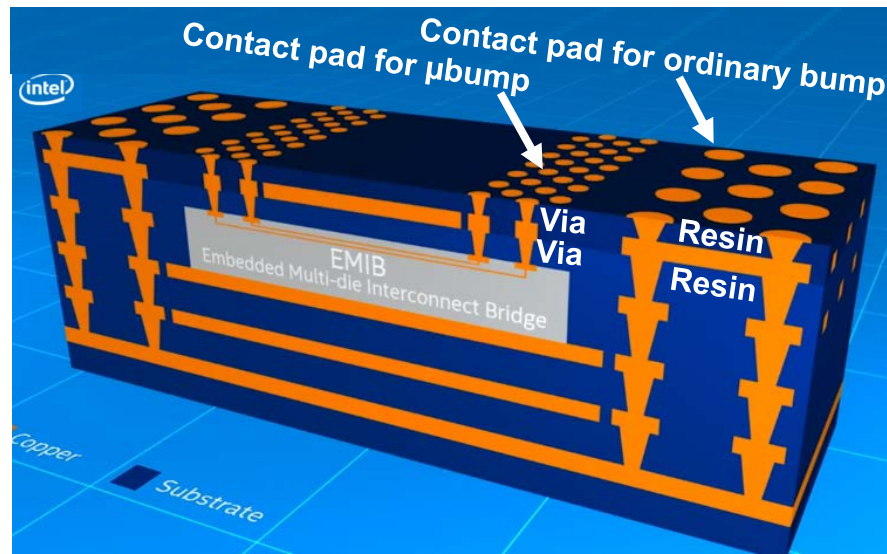 Contact pad for µbump
Contact pad for ordinary bump
intel
Via
Via
Resin
Resin
EMIB
Embedded Multi-die Interconnect Bridge
Copper
Substrate